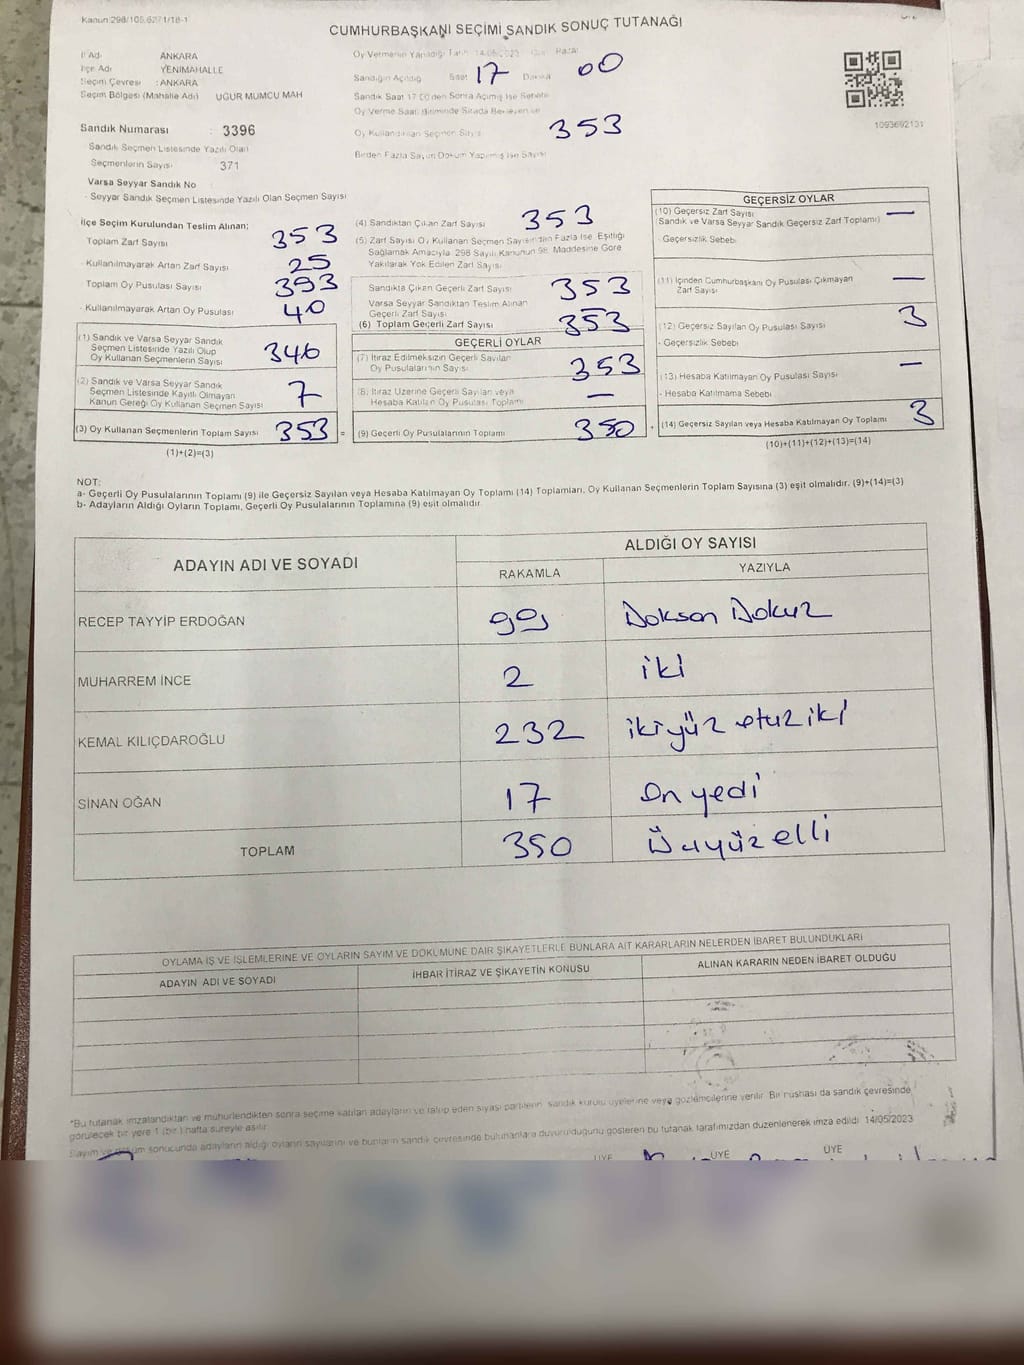 Kanun 298/105
CUMHURBAŞKANI SEÇİMİ SANDIK SONUÇ TUTANAĞI
İl Adı ANKARA
İlçe Adı YENİMAHALLE
Seçim Çevresi : ANKARA
Seçim Bölgesi (Mahalle Adı) UĞUR MUMCU MAH
Sandık Numarası : 3396
Sandık Seçmen Listesinde Yazılı Olan
Seçmenlerin Sayısı 371
Varsa Seyyar Sandık No
- Seyyar Sandık Seçmen Listesinde Yazılı Olan Seçmen Sayısı
Oy Vermenin Yapıldığı Tarih 14/05/2023 Gün Pazar
Sandığın Açıldığı Saat 17 Dakika 00
Sandık Saat 17 00'den Sonra Açılmış İse Sebebi
Oy Verme Saati Bitiminde Sırada Bekleyen ve
Oy Kullandırılan Seçmen Sayısı 353
Birden Fazla Sayım Döküm Yapılmış İse Sayısı
1093692131
İlçe Seçim Kurulundan Teslim Alınan;
Toplam Zarf Sayısı 353
- Kullanılmayarak Artan Zarf Sayısı 25
Toplam Oy Pusulası Sayısı 393
- Kullanılmayarak Artan Oy Pusulası 40
(1) Sandık ve Varsa Seyyar Sandık
Seçmen Listesinde Yazılı Olup
Oy Kullanan Seçmenlerin Sayısı 346
(2) Sandık ve Varsa Seyyar Sandık
Seçmen Listesinde Kayıtlı Olmayan
Kanun Gereği Oy Kullanan Seçmen Sayısı 7
(3) Oy Kullanan Seçmenlerin Toplam Sayısı 353 =
(1)+(2)=(3)
(4) Sandıktan Çıkan Zarf Sayısı 353
(5) Zarf Sayısı Oy Kullanan Seçmen Sayısından Fazla İse, Eşitliği
Sağlamak Amacıyla 298 Sayılı Kanunun 98. Maddesine Göre
Yakılarak Yok Edilen Zarf Sayısı
Sandıkta Çıkan Geçerli Zarf Sayısı 353
Varsa Seyyar Sandıktan Teslim Alınan
Geçerli Zarf Sayısı
(6) Toplam Geçerli Zarf Sayısı 353
GEÇERLİ OYLAR
(7) İtiraz Edilmeksizin Geçerli Sayılan
Oy Pusulalarının Sayısı 353
(8) İtiraz Üzerine Geçerli Sayılan veya
Hesaba Katılan Oy Pusulası Toplamı —
(9) Geçerli Oy Pusulalarının Toplamı 350 +
GEÇERSİZ OYLAR
(10) Geçersiz Zarf Sayısı —
(Sandık ve Varsa Seyyar Sandık Geçersiz Zarf Toplamı)
- Geçersizlik Sebebi
(11) İçinden Cumhurbaşkanı Oy Pusulası Çıkmayan
Zarf Sayısı —
(12) Geçersiz Sayılan Oy Pusulası Sayısı 3
- Geçersizlik Sebebi
(13) Hesaba Katılmayan Oy Pusulası Sayısı —
- Hesaba Katılmama Sebebi
(14) Geçersiz Sayılan veya Hesaba Katılmayan Oy Toplamı 3
(10)+(11)+(12)+(13)=(14)
NOT:
a- Geçerli Oy Pusulalarının Toplamı (9) ile Geçersiz Sayılan veya Hesaba Katılmayan Oy Toplamı (14) Toplamları, Oy Kullanan Seçmenlerin Toplam Sayısına (3) eşit olmalıdır. (9)+(14)=(3)
b- Adayların Aldığı Oyların Toplamı, Geçerli Oy Pusulalarının Toplamına (9) eşit olmalıdır.
ADAYIN ADI VE SOYADI ALDIĞI OY SAYISI
RAKAMLA YAZIYLA
RECEP TAYYİP ERDOĞAN 99 Doksan Dokuz
MUHARREM İNCE 2 iki
KEMAL KILIÇDAROĞLU 232 ikiyüz otuz iki
SİNAN OĞAN 17 On yedi
TOPLAM 350 Üçyüz elli
OYLAMA İŞ VE İŞLEMLERİNE VE OYLARIN SAYIM VE DÖKÜMÜNE DAİR ŞİKAYETLERLE BUNLARA AİT KARARLARIN NELERDEN İBARET BULUNDUKLARI
ADAYIN ADI VE SOYADI İHBAR İTİRAZ VE ŞİKAYETİN KONUSU ALINAN KARARIN NEDEN İBARET OLDUĞU
*Bu tutanak imzalandıktan ve mühürlendikten sonra seçime katılan adayların ve talep eden siyasi partilerin sandık kurulu üyelerine veya gözlemcilerine verilir. Bir nüshası da sandık çevresinde
görülecek bir yere 1 (bir) hafta süreyle asılır.
Sayım ve döküm sonucunda adayların aldığı oyların sayılarını ve bunların sandık çevresinde bulunanlara duyurulduğunu gösteren bu tutanak tarafımızdan düzenlenerek imza edildi. 14/05/2023
ÜYE ÜYE ÜYE